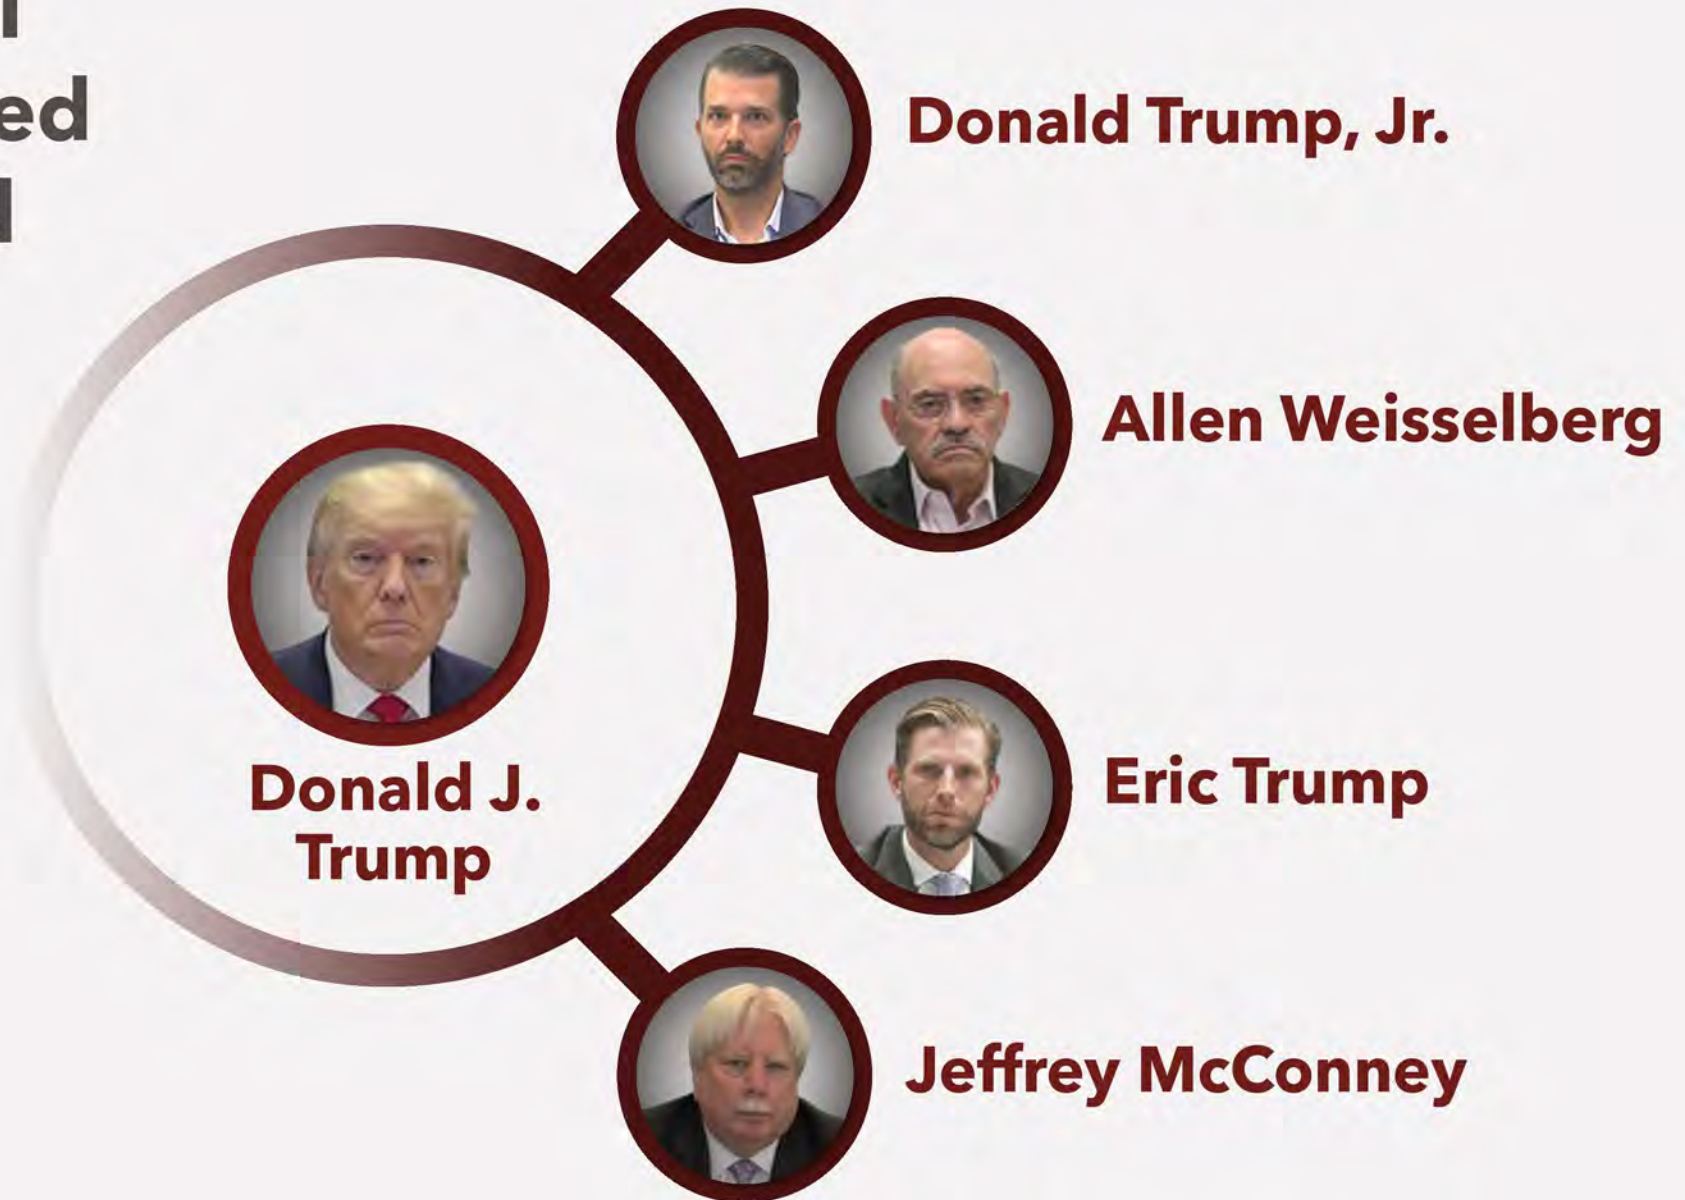 ed
Donald Trump, Jr.
Allen Weisselberg
Donald J.
Trump
Eric Trump
Jeffrey McConney